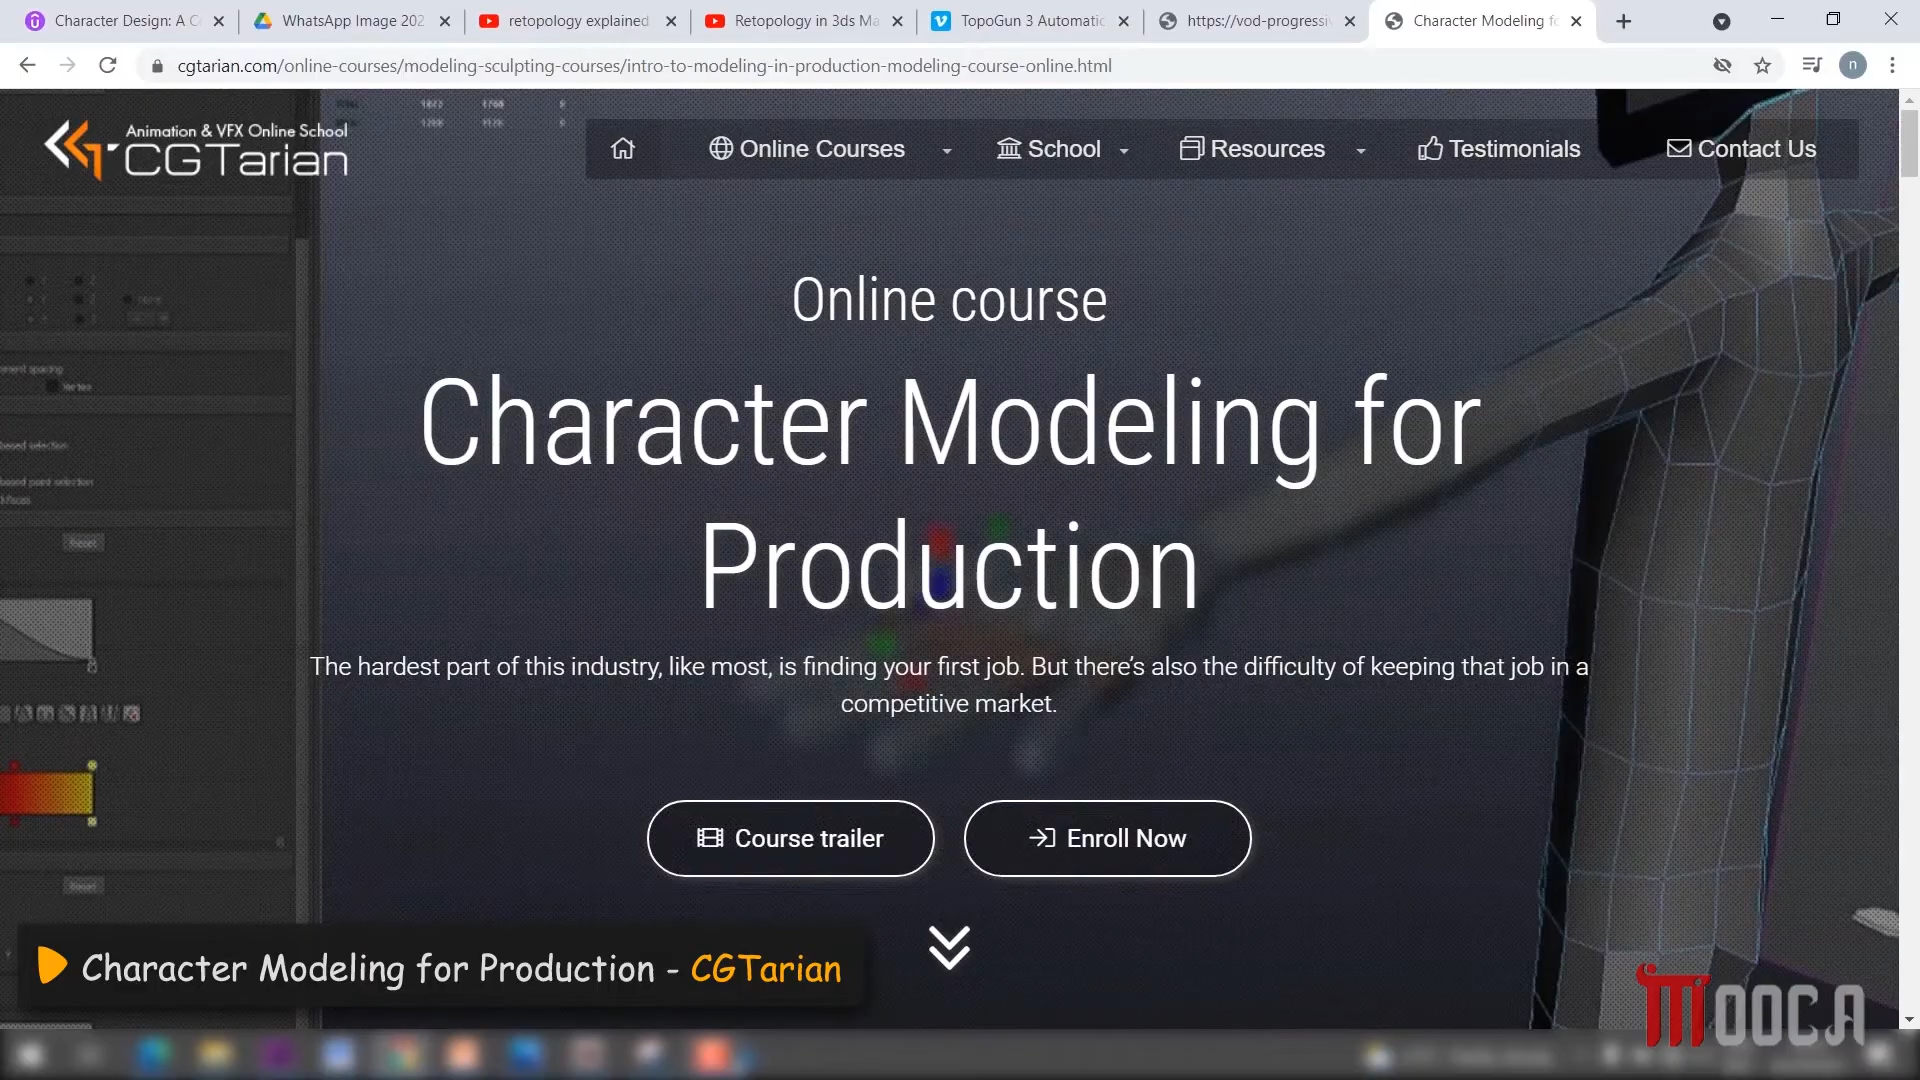 Character Design: A C
WhatsApp Image 202
retopology explained
Retopology in 3ds Ma
TopoGun 3 Automatic
https://vod-progressiv
Character Modeling fo
cgtarian.com/online-courses/modeling-sculpting-courses/intro-to-modeling-in-production-modeling-course-online.html
n
Animation & VFX Online School
CGTarian
Online Courses
School
Resources
Testimonials
Contact Us
Online course
Character Modeling for
Production
The hardest part of this industry, like most, is finding your first job. But there’s also the difficulty of keeping that job in a
competitive market.
Course trailer
Enroll Now
Reset
Reset
Character Modeling for Production - CGTarian
MOOCA